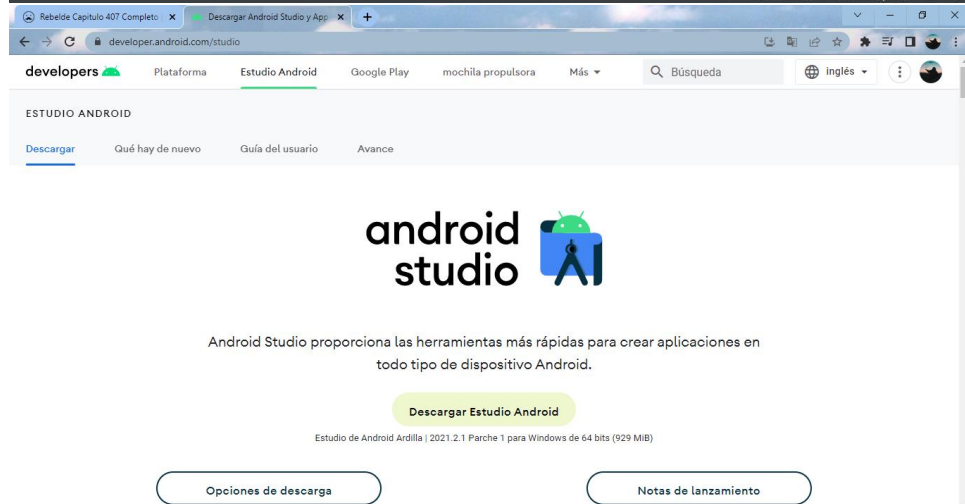 Rebelde Capitulo 407 Completo
Descargar Android Studio y App
developer.android.com/studio
developers
Plataforma
Estudio Android
Google Play
mochila propulsora
Más
Búsqueda
inglés
ESTUDIO ANDROID
Descargar
Qué hay de nuevo
Guía del usuario
Avance
android
studio
Android Studio proporciona las herramientas más rápidas para crear aplicaciones en
todo tipo de dispositivo Android.
Descargar Estudio Android
Estudio de Android Ardilla | 2021.2.1 Parche 1 para Windows de 64 bits (929 MiB)
Opciones de descarga
Notas de lanzamiento